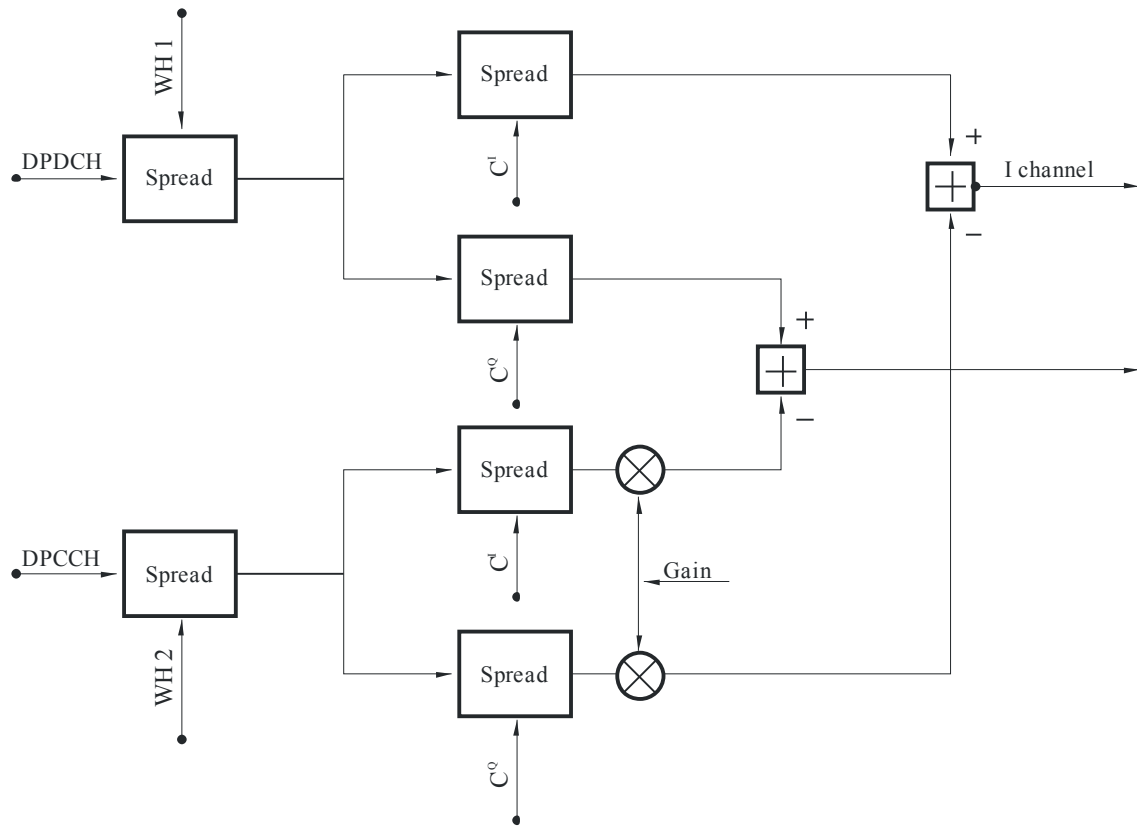 WH 1
DPDCH
Spread
Spread
C^I
+
I channel
+
−
Spread
C^Q
+
+
−
DPCCH
Spread
WH 2
Spread
C^I
Gain
Spread
C^Q